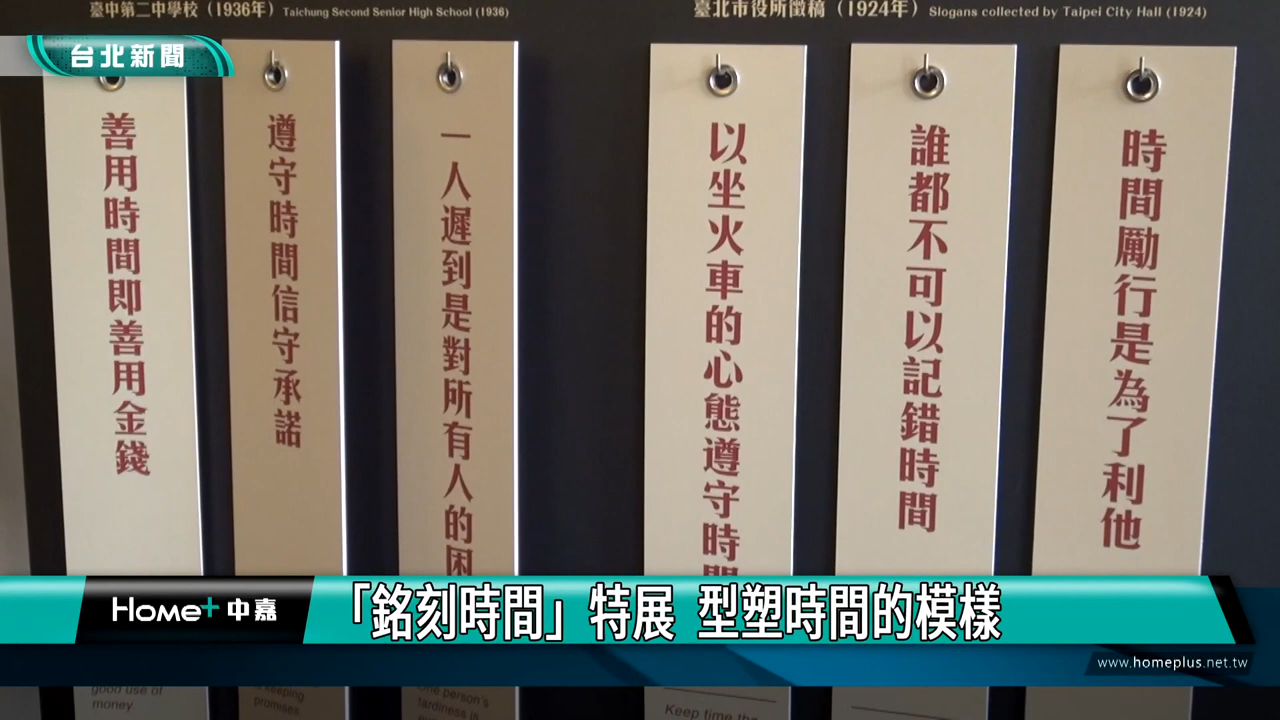 臺中第二中學校（1936年）Taichung Second Senior High School (1936)
臺北市役所徵稿（1924年）Slogans collected by Taipei City Hall (1924)
台北新聞
善用時間即善用金錢
遵守時間信守承諾
一人遲到是對所有人的困
以坐火車的心態遵守時間
誰都不可以記錯時間
時間勵行是為了利他
Home+中嘉
「銘刻時間」特展 型塑時間的模樣
www.homeplus.net.tw
good use of
money.
keeping
promises
One person's
tardiness is
Keep time the